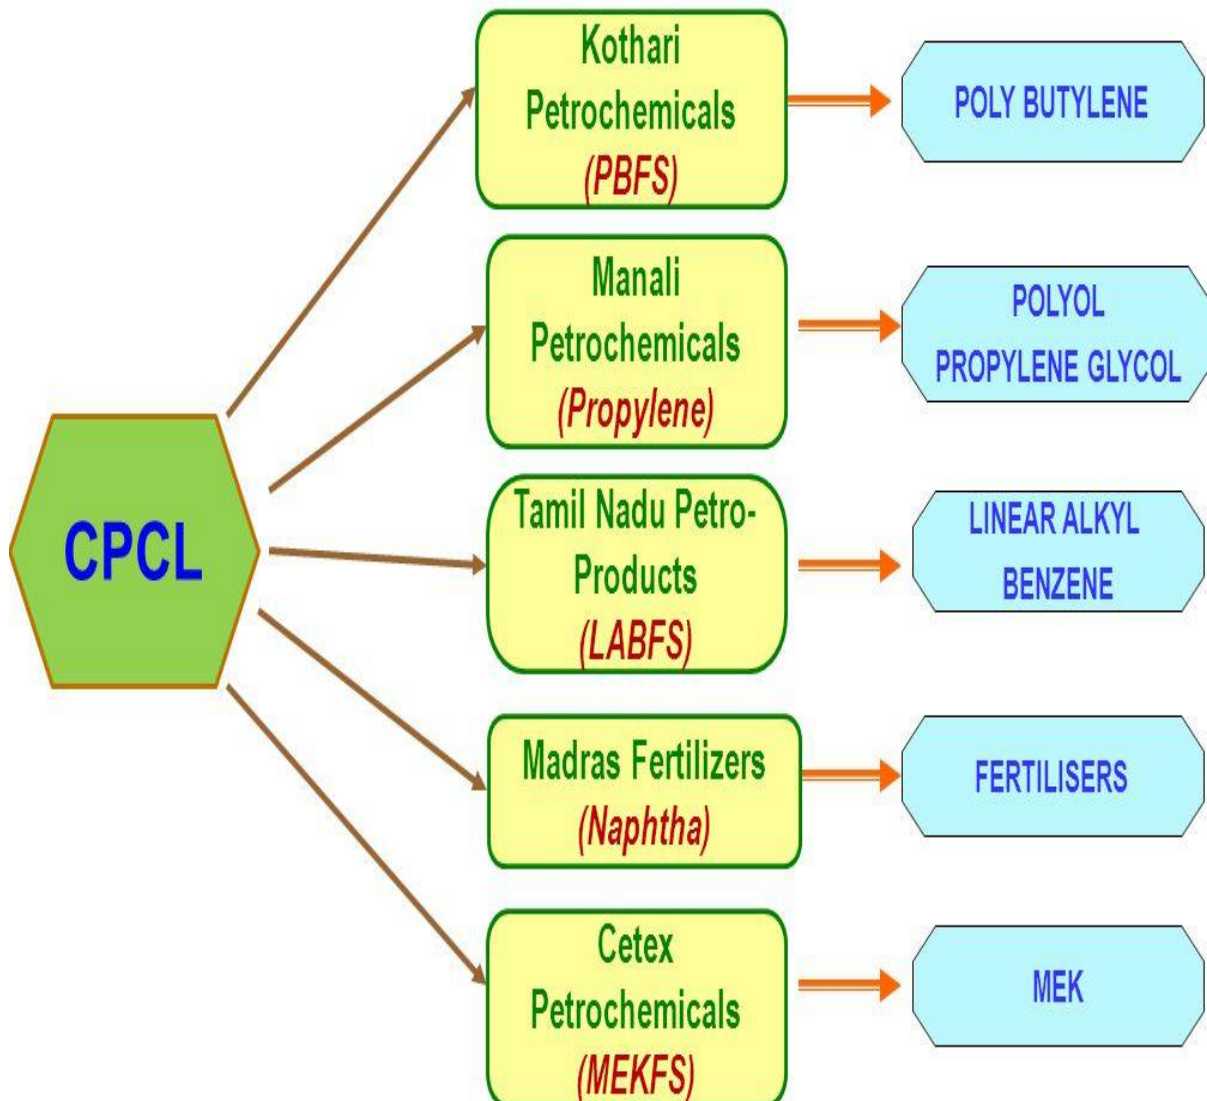 CPCL
Kothari
Petrochemicals
(PBFS)
POLY BUTYLENE
Manali
Petrochemicals
(Propylene)
POLYOL
PROPYLENE GLYCOL
Tamil Nadu Petro-
Products
(LABFS)
LINEAR ALKYL
BENZENE
Madras Fertilizers
(Naphtha)
FERTILISERS
Cetex
Petrochemicals
(MEKFS)
MEK